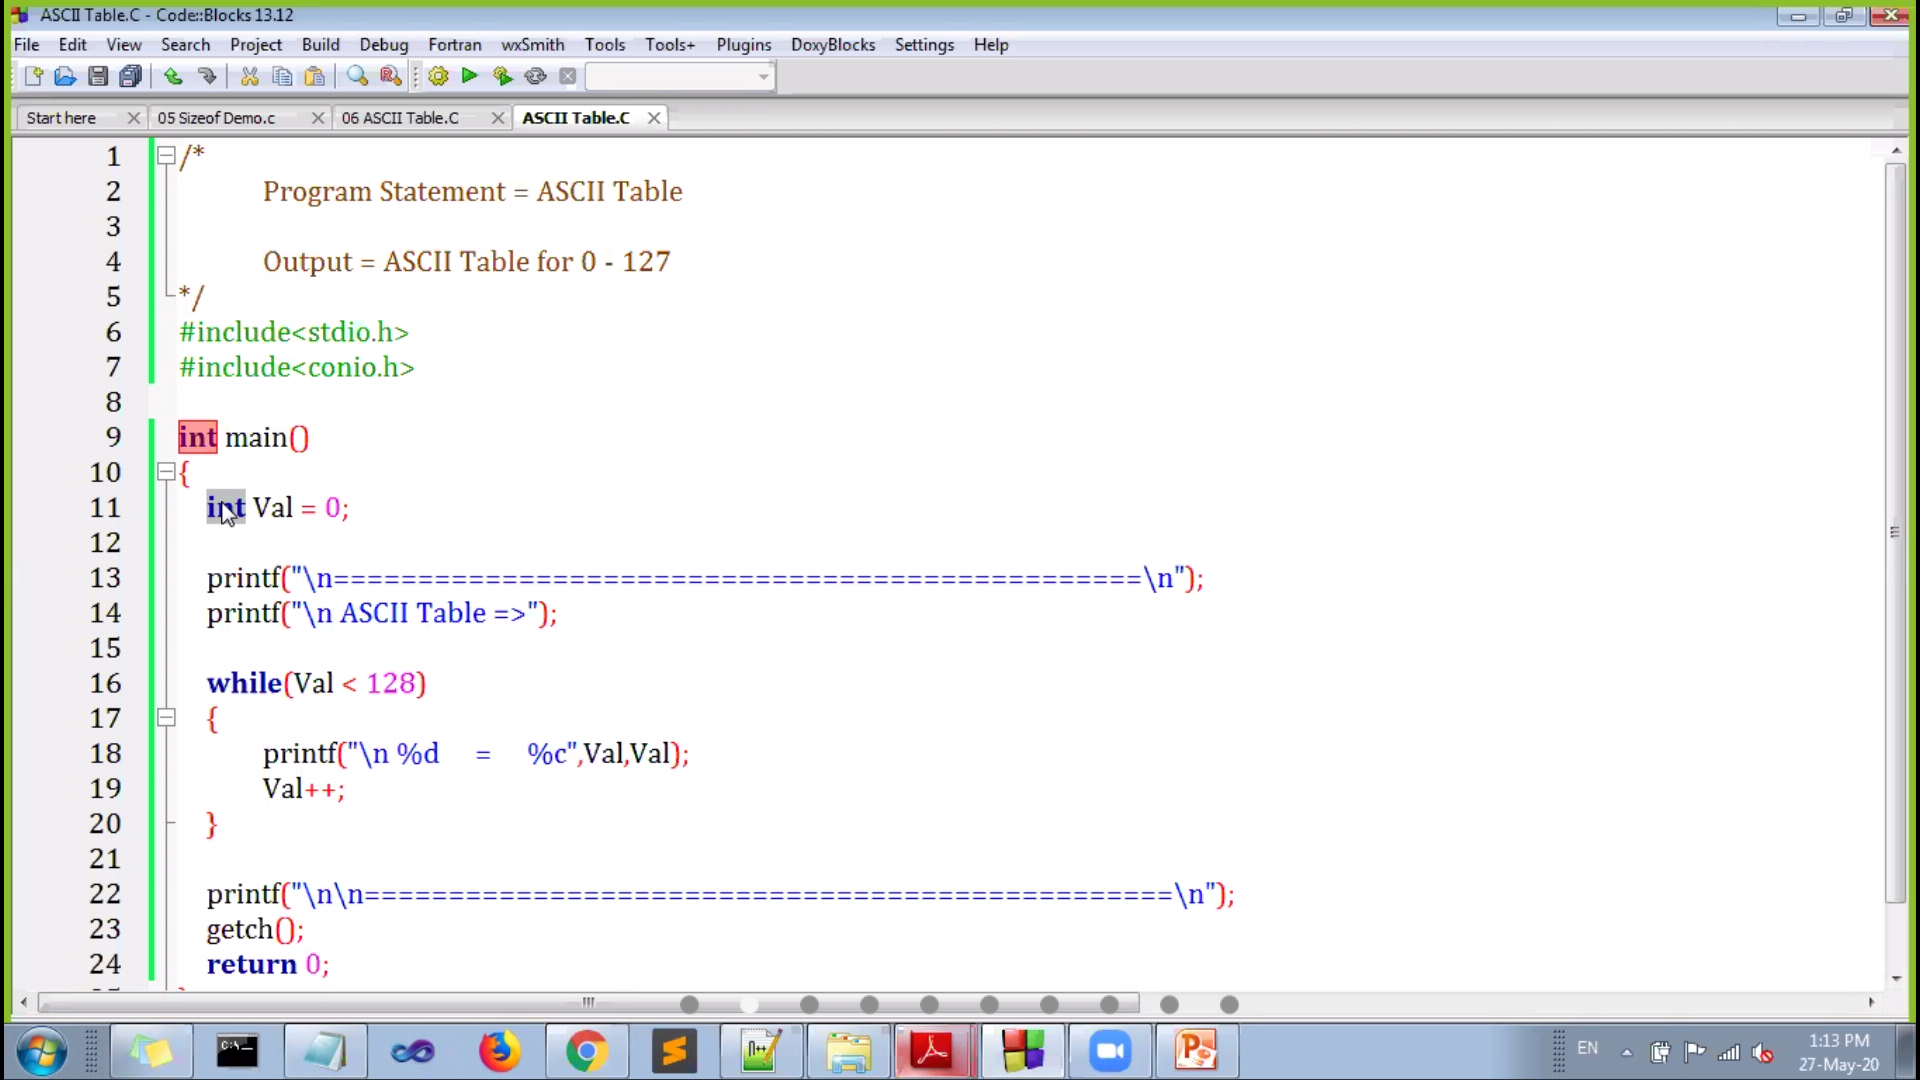 ASCII Table.C - Code::Blocks 13.12
File Edit View Search Project Build Debug Fortran wxSmith Tools Tools+ Plugins DoxyBlocks Settings Help
Start here 05 Sizeof Demo.c 06 ASCII Table.C ASCII Table.C
1 /*
2 Program Statement = ASCII Table
3
4 Output = ASCII Table for 0 - 127
5 */
6 #include<stdio.h>
7 #include<conio.h>
8
9 int main()
10 {
11 int Val = 0;
12
13 printf("\n================================================\n");
14 printf("\n ASCII Table =>");
15
16 while(Val < 128)
17 {
18 printf("\n %d    =    %c",Val,Val);
19 Val++;
20 }
21
22 printf("\n\n================================================\n");
23 getch();
24 return 0;
EN 1:13 PM
27-May-20